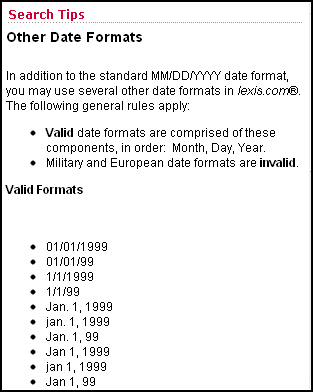 Search Tips
Other Date Formats
In addition to the standard MM/DD/YYYY date format,
you may use several other date formats in lexis.com®.
The following general rules apply:
• Valid date formats are comprised of these
components, in order: Month, Day, Year.
• Military and European date formats are invalid.
Valid Formats
• 01/01/1999
• 01/01/99
• 1/1/1999
• 1/1/99
• Jan. 1, 1999
• jan. 1, 1999
• Jan. 1, 99
• Jan 1, 1999
• jan 1, 1999
• Jan 1, 99